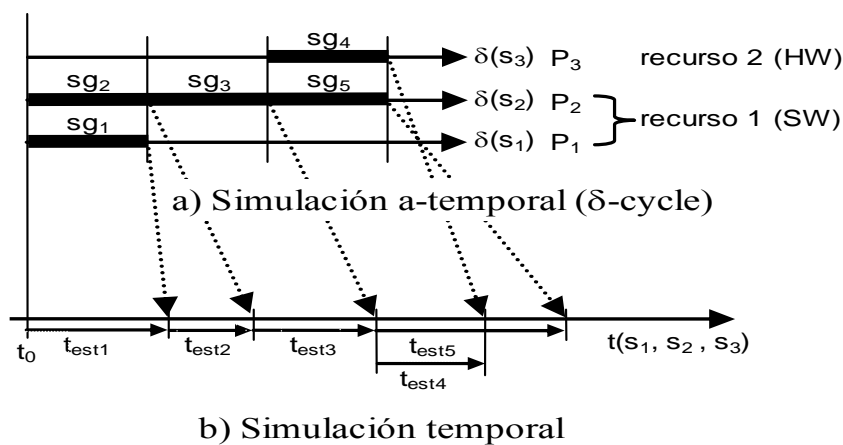 sg4 δ(s3) P3 recurso 2 (HW)
sg2 sg3 sg5 δ(s2) P2
recurso 1 (SW)
sg1 δ(s1) P1
a) Simulación a-temporal (δ-cycle)
t0 test1 test2 test3 test5 t(s1, s2 , s3)
test4
b) Simulación temporal